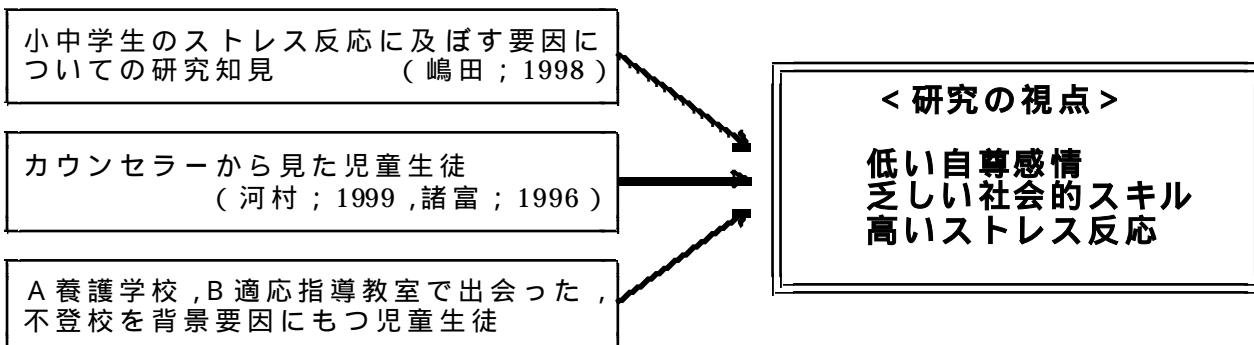 小中学生のストレス反応に及ぼす要因に
ついての研究知見 (嶋田;1998)
カウンセラーから見た児童生徒
(河村;1999,諸富;1996)
A養護学校,B適応指導教室で出会った,
不登校を背景要因にもつ児童生徒
<研究の視点>
低い自尊感情
乏しい社会的スキル
高いストレス反応